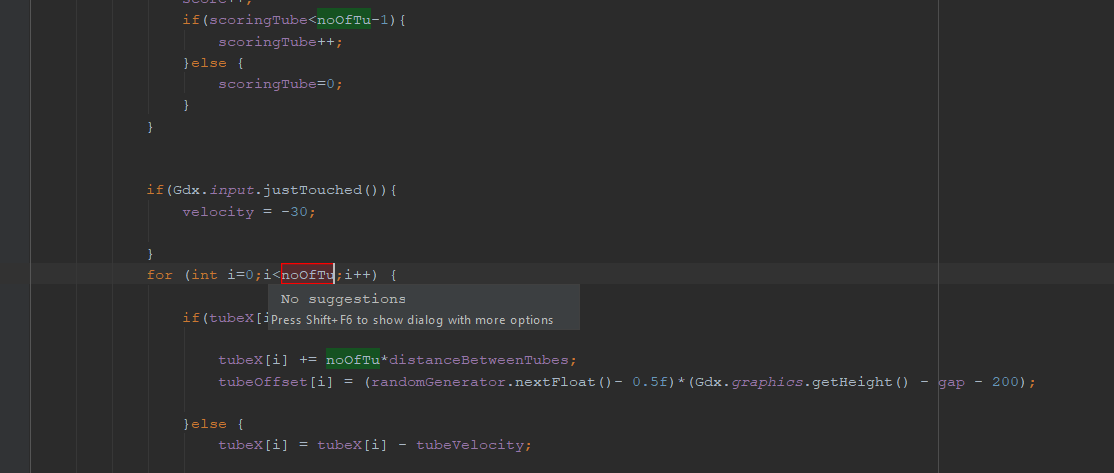 score++;
if(scoringTube<noOfTu-1){
scoringTube++;
}else {
scoringTube=0;
}
}
if(Gdx.input.justTouched()){
velocity = -30;
}
for (int i=0;i<noOfTu;i++) {
No suggestions
if(tubeX[i
Press Shift+F6 to show dialog with more options
tubeX[i] += noOfTu*distanceBetweenTubes;
tubeOffset[i] = (randomGenerator.nextFloat()- 0.5f)*(Gdx.graphics.getHeight() - gap - 200);
}else {
tubeX[i] = tubeX[i] - tubeVelocity;